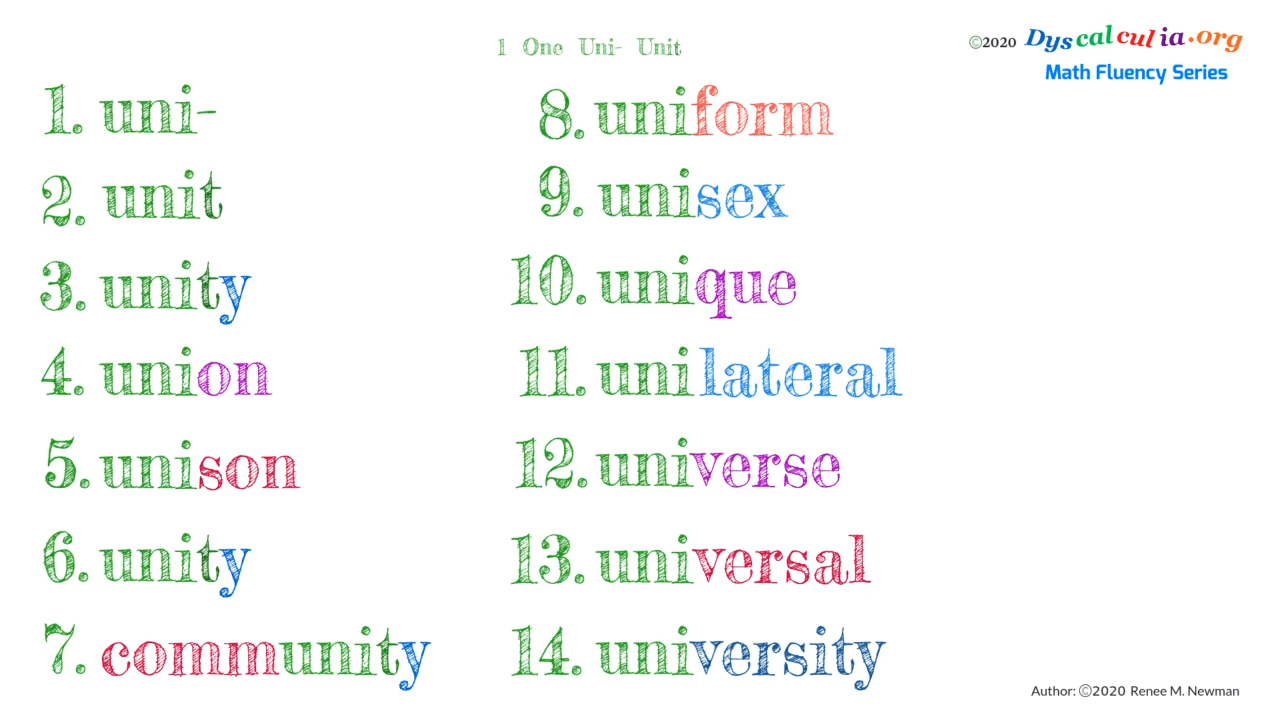 1 One Uni- Unit
©2020 Dyscalculia.org
Math Fluency Series
1. uni-
2. unit
3. unity
4. union
5. unison
6. unity
7. community
8. uniform
9. unisex
10. unique
11. unilateral
12. universe
13. universal
14. university
Author: ©2020 Renee M. Newman